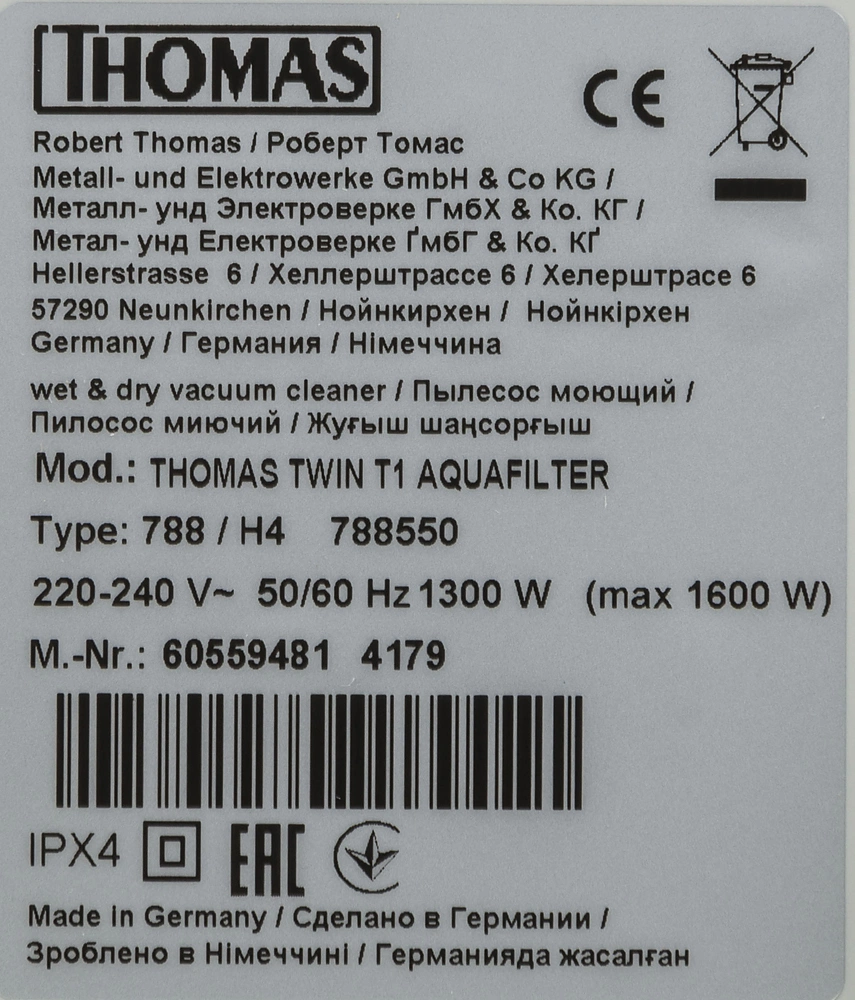 THOMAS
CE
Robert Thomas / Роберт Томас
Metall- und Elektrowerke GmbH & Co KG /
Металл- унд Электроверке ГмбХ & Ко. КГ /
Метал- унд Електроверке ҐмбГ & Ко. КҐ
Hellerstrasse 6 / Хеллерштрассе 6 / Хелерштрасе 6
57290 Neunkirchen / Нойнкирхен / Нойнкірхен
Germany / Германия / Німеччина
wet & dry vacuum cleaner / Пылесос моющий /
Пилосос миючий / Жуғыш шаңсорғыш
Mod.: THOMAS TWIN T1 AQUAFILTER
Type: 788 / H4 788550
220-240 V~ 50/60 Hz 1300 W (max 1600 W)
M.-Nr.: 60559481 4179
IPX4 EAC
Made in Germany / Сделано в Германии /
Зроблено в Німеччині / Германияда жасалған